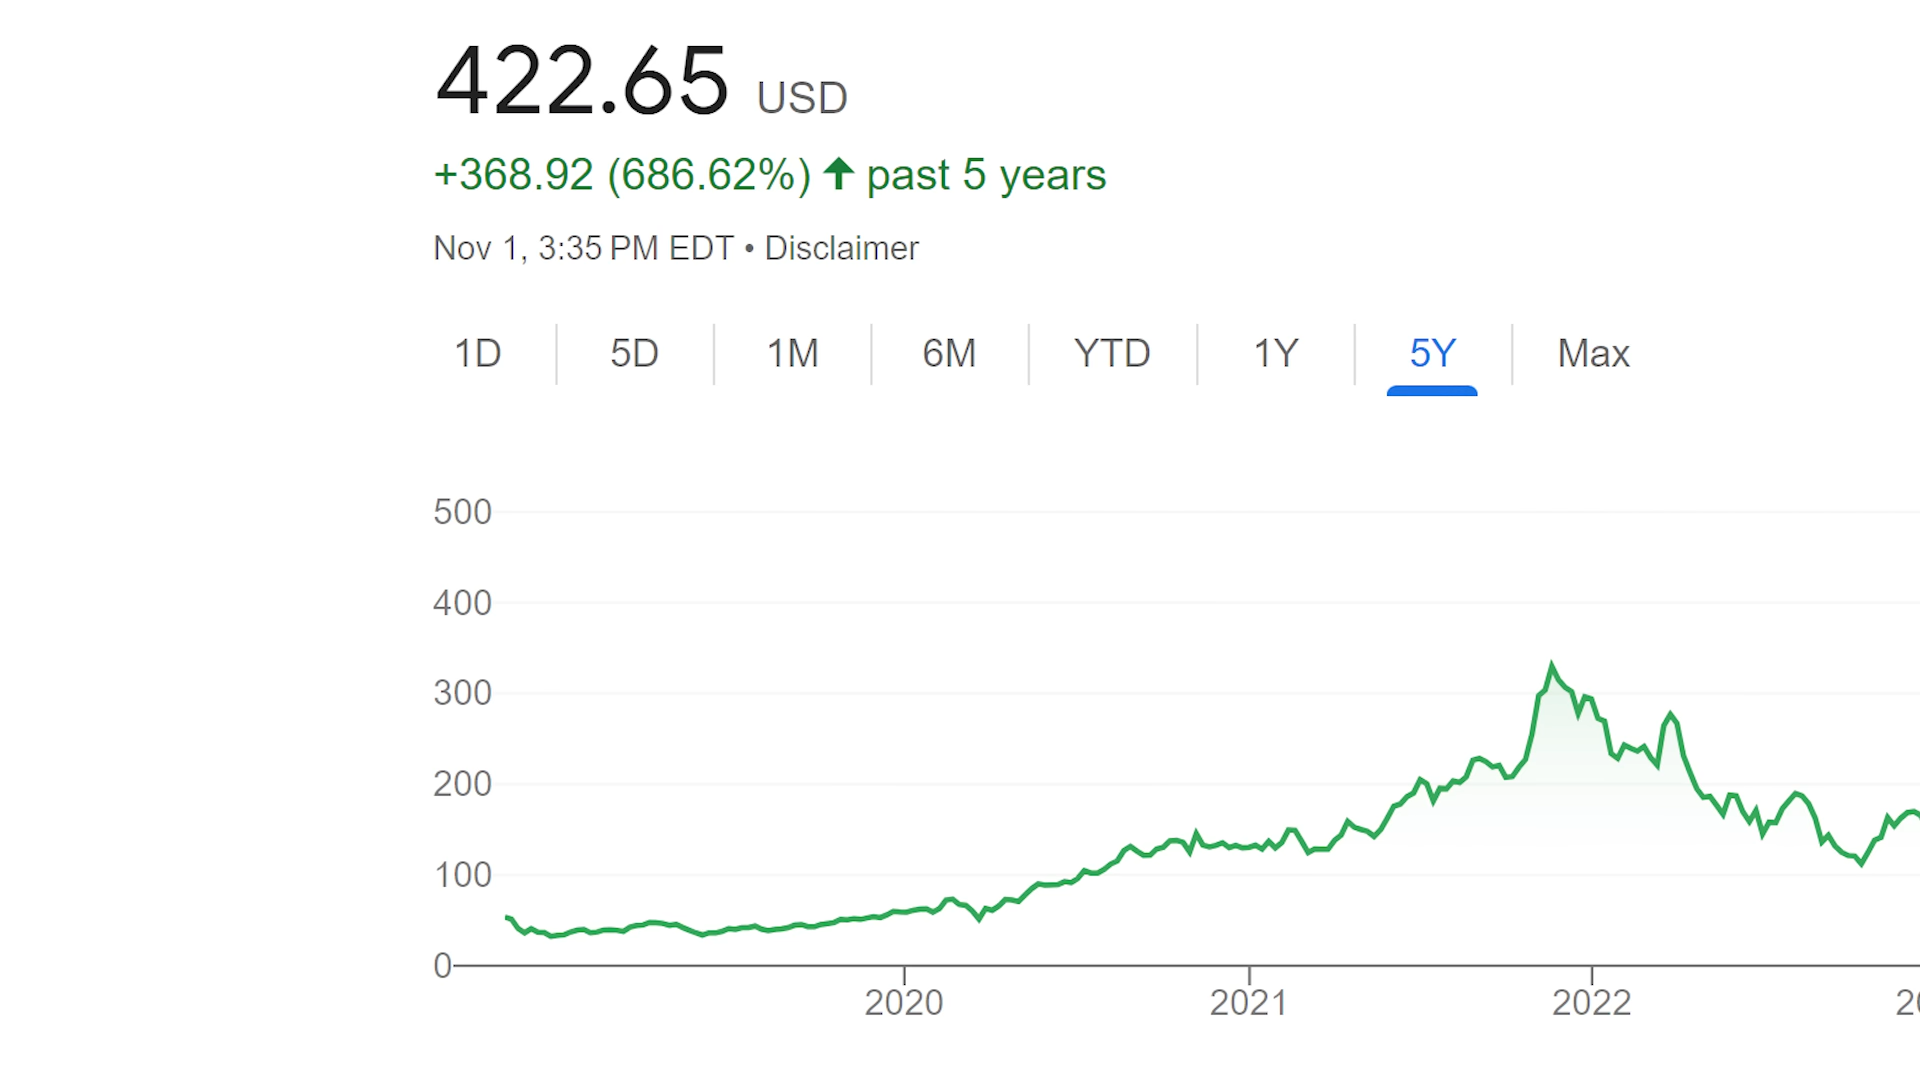 422.65 USD
+368.92 (686.62%) past 5 years
Nov 1, 3:35 PM EDT • Disclaimer
1D 5D 1M 6M YTD 1Y 5Y Max
500
400
300
200
100
0
2020 2021 2022